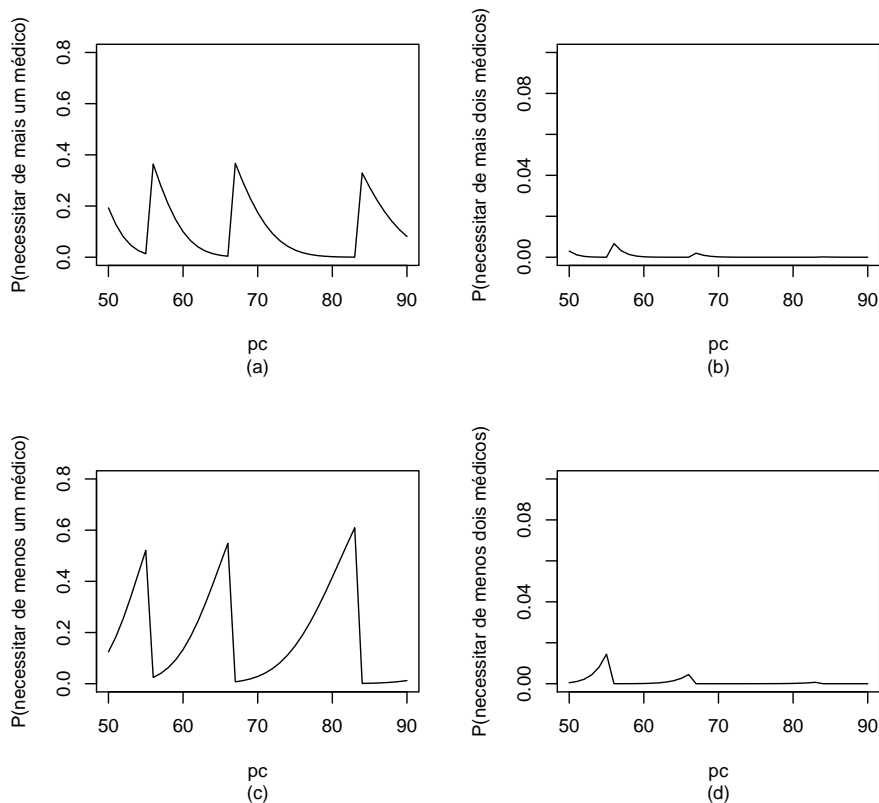 P(necessitar de mais um médico)
0.0 0.2 0.4 0.6 0.8
50 60 70 80 90
pc
(a)
P(necessitar de mais dois médicos)
0.00 0.04 0.08
50 60 70 80 90
pc
(b)
P(necessitar de menos um médico)
0.0 0.2 0.4 0.6 0.8
50 60 70 80 90
pc
(c)
P(necessitar de menos dois médicos)
0.00 0.04 0.08
50 60 70 80 90
pc
(d)